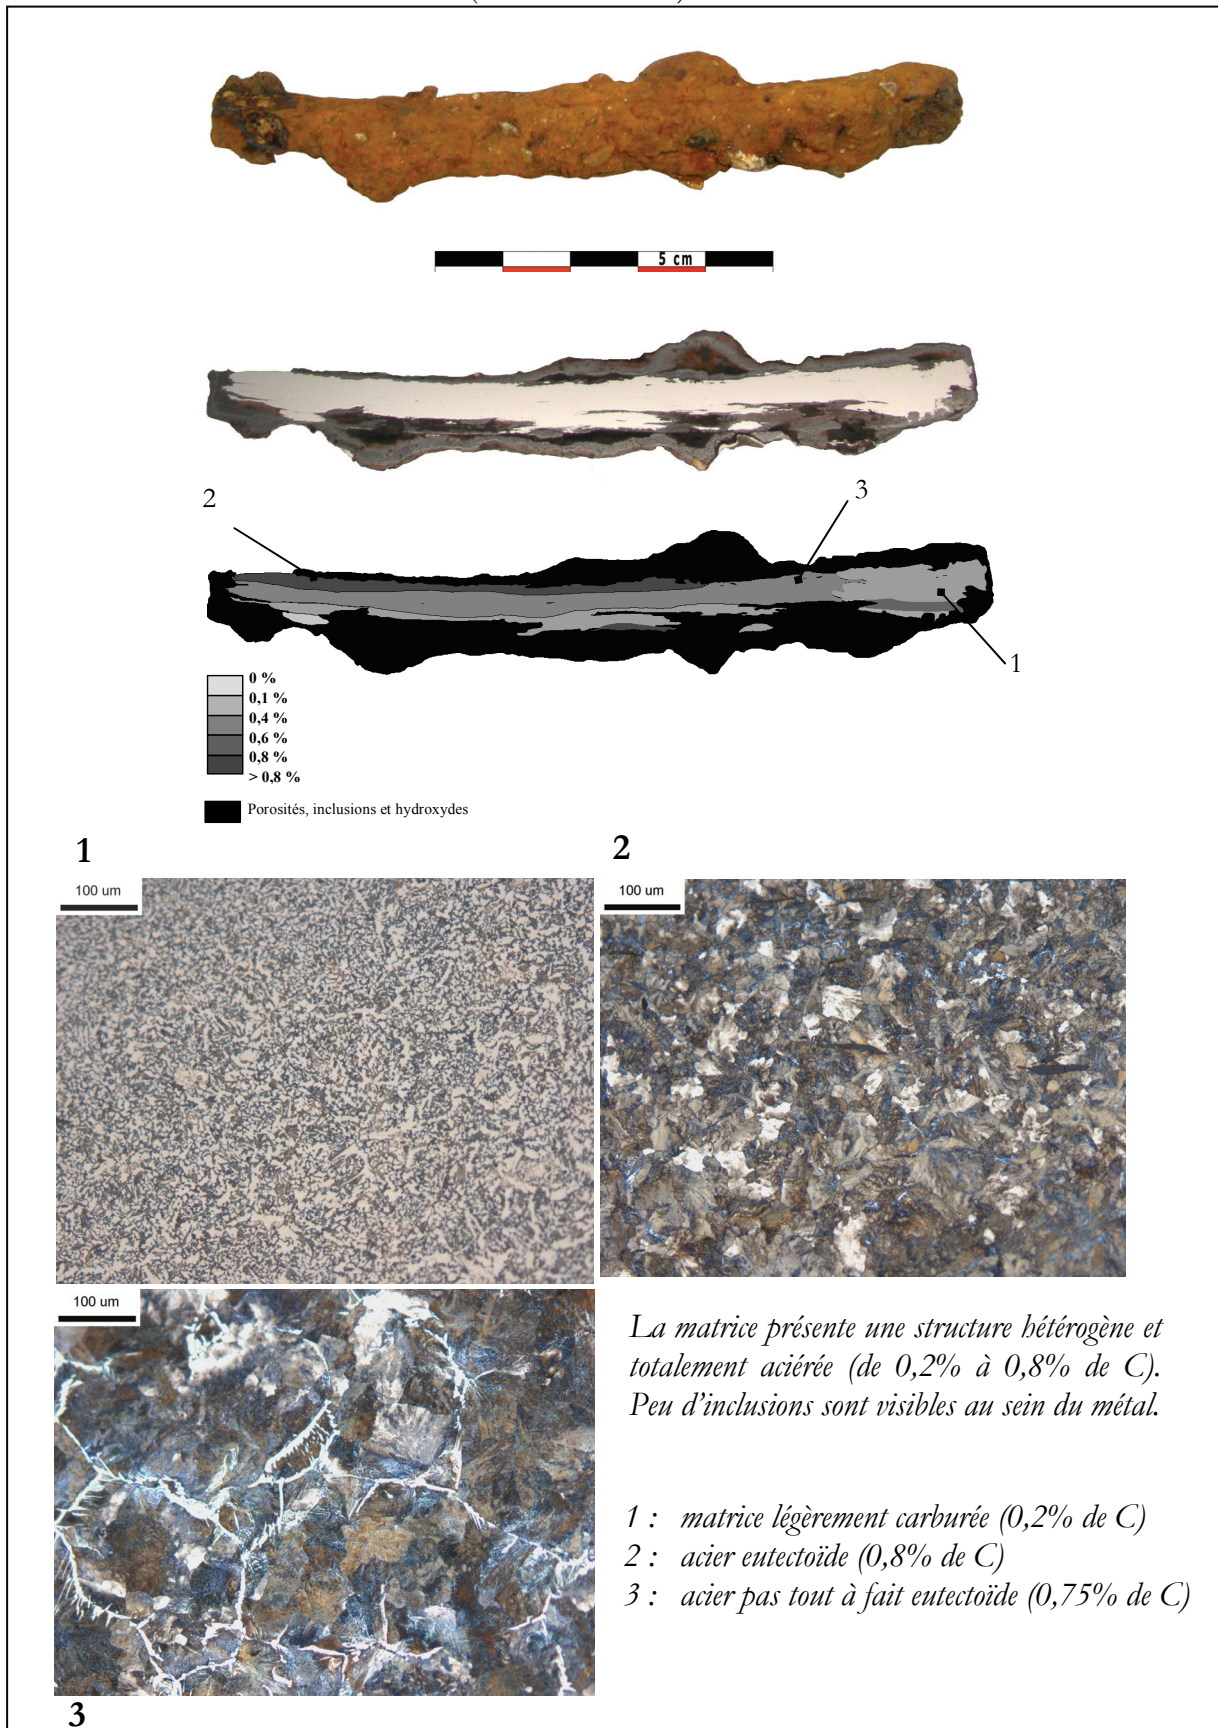 5 cm
2
3
1
0 %
0,1 %
0,4 %
0,6 %
0,8 %
> 0,8 %
Porosités, inclusions et hydroxydes
1
2
100 um
100 um
100 um
La matrice présente une structure hétérogène et
totalement aciérée (de 0,2% à 0,8% de C).
Peu d'inclusions sont visibles au sein du métal.
1 : matrice légèrement carburée (0,2% de C)
2 : acier eutectoïde (0,8% de C)
3 : acier pas tout à fait eutectoïde (0,75% de C)
3